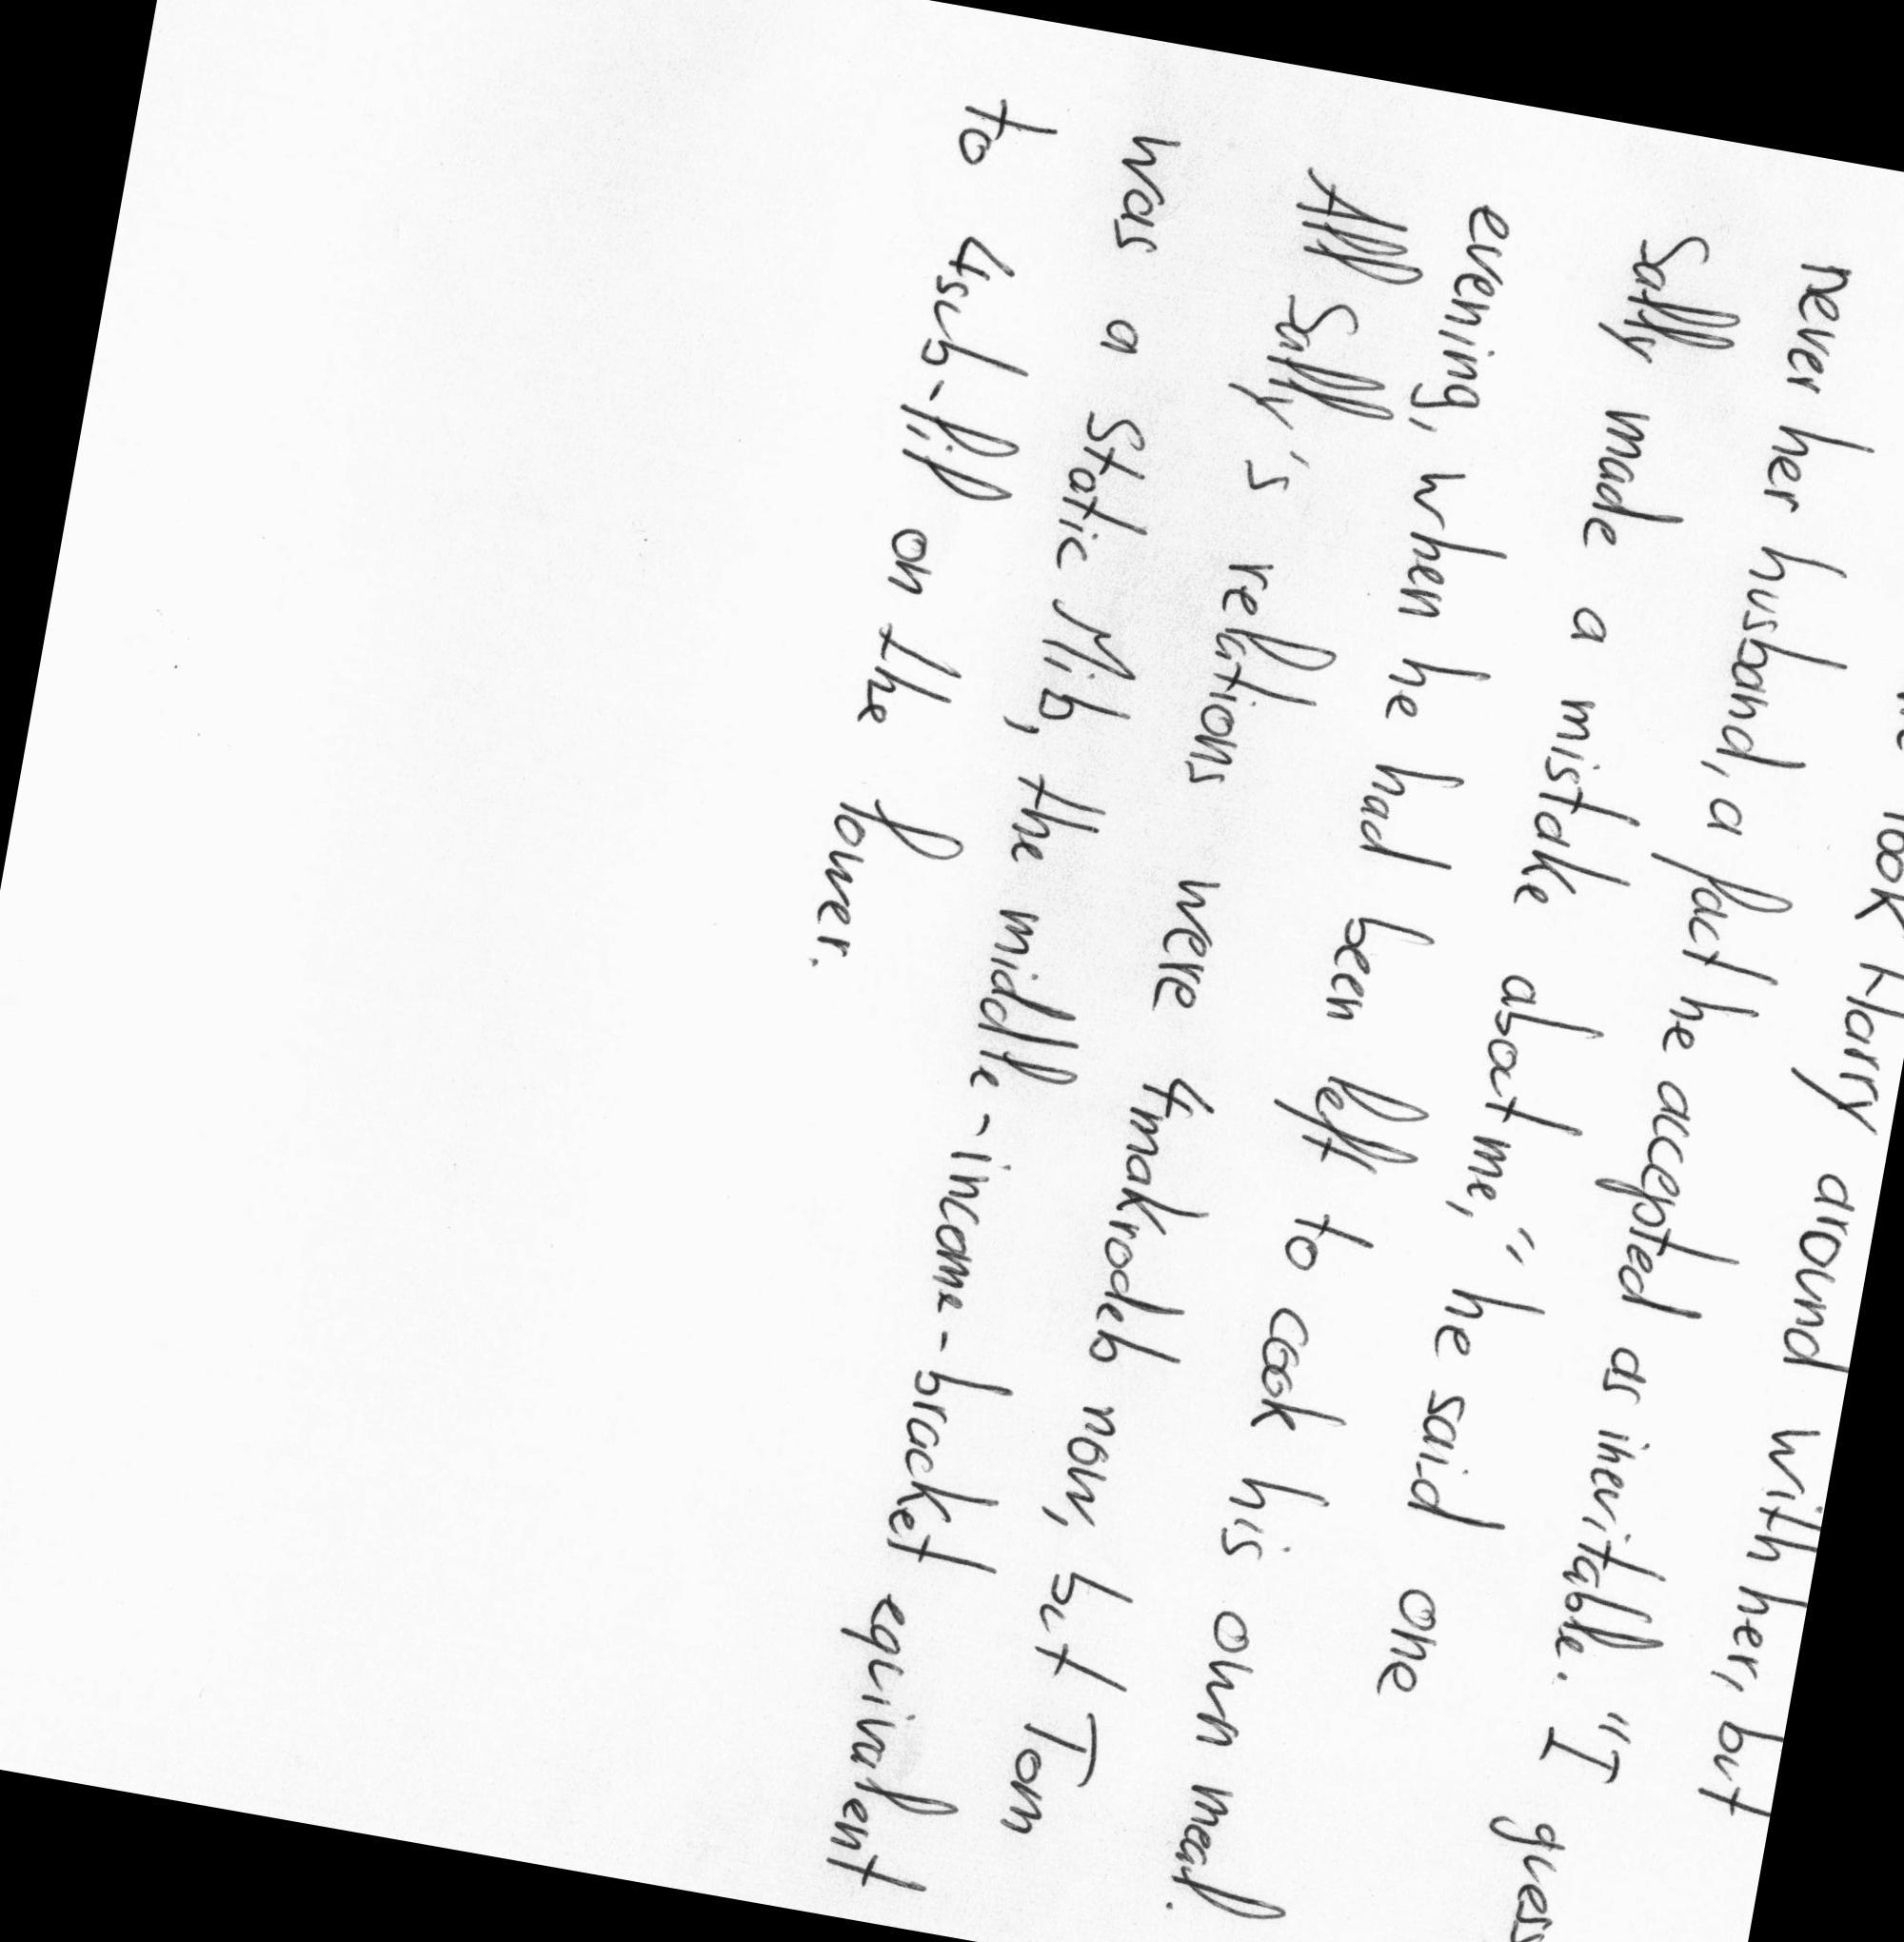 took Harry around with her, but
never her husband, a fact he accepted as inevitable. "I guess
Sally made a mistake about me," he said one
evening, when he had been left to cook his own meal.
All Sally's relations were 4makrodeb now, but Tom
was a Static Mib, the middle-income-bracket equivalent
to 4sub-lil on the lower.